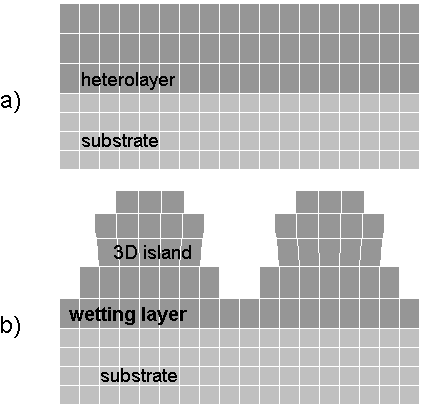 heterolayer
a)
substrate
3D island
wetting layer
b)
substrate